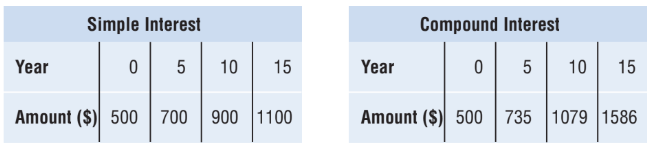 Simple Interest
Year 0 5 10 15
Amount ($) 500 700 900 1100
Compound Interest
Year 0 5 10 15
Amount ($) 500 735 1079 1586